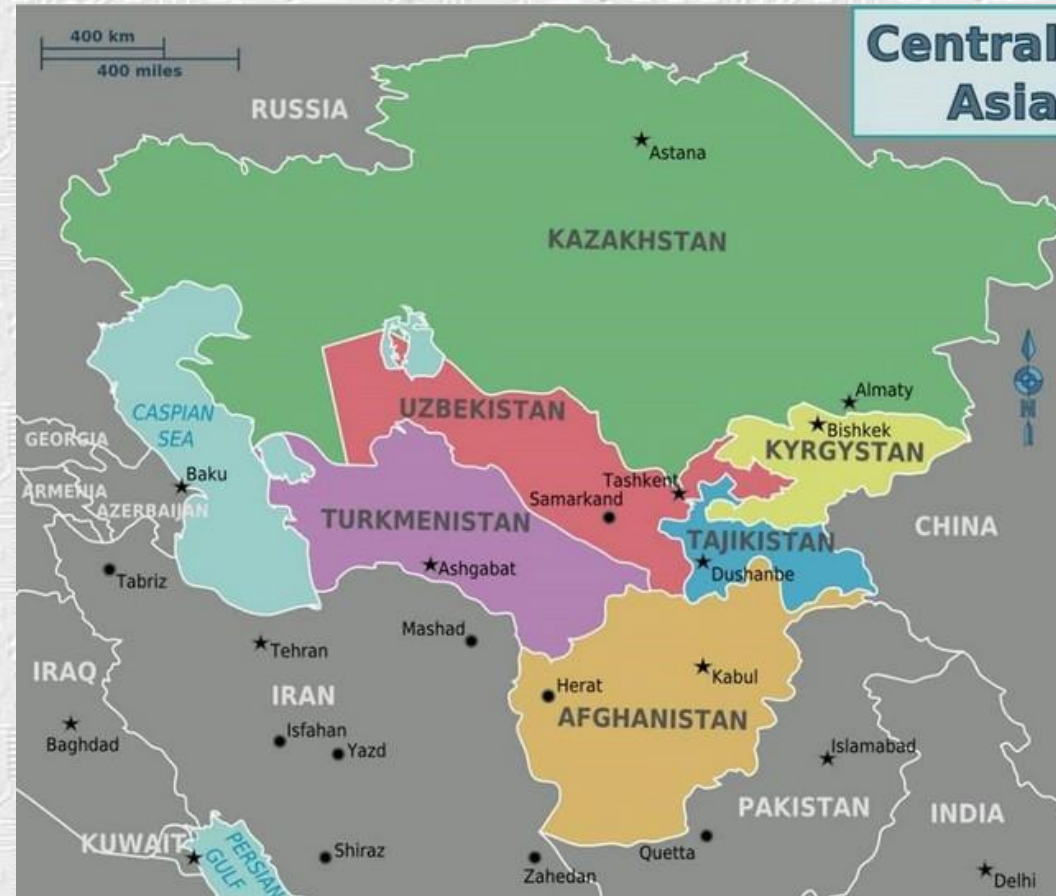 400 km
400 miles
Central
Asia
RUSSIA
Astana
KAZAKHSTAN
CASPIAN
SEA
UZBEKISTAN
Almaty
Bishkek
KYRGYSTAN
GEORGIA
ARMENIA
AZERBAIJAN
Baku
Tashkent
Samarkand
TURKMENISTAN
TAJIKISTAN
CHINA
N
Tabriz
Ashgabat
Dushanbe
Mashad
Tehran
IRAQ
IRAN
Herat
Kabul
AFGHANISTAN
Baghdad
Isfahan
Yazd
Islamabad
PAKISTAN
INDIA
KUWAIT
PERSIAN
GULF
Shiraz
Zahedan
Quetta
Delhi